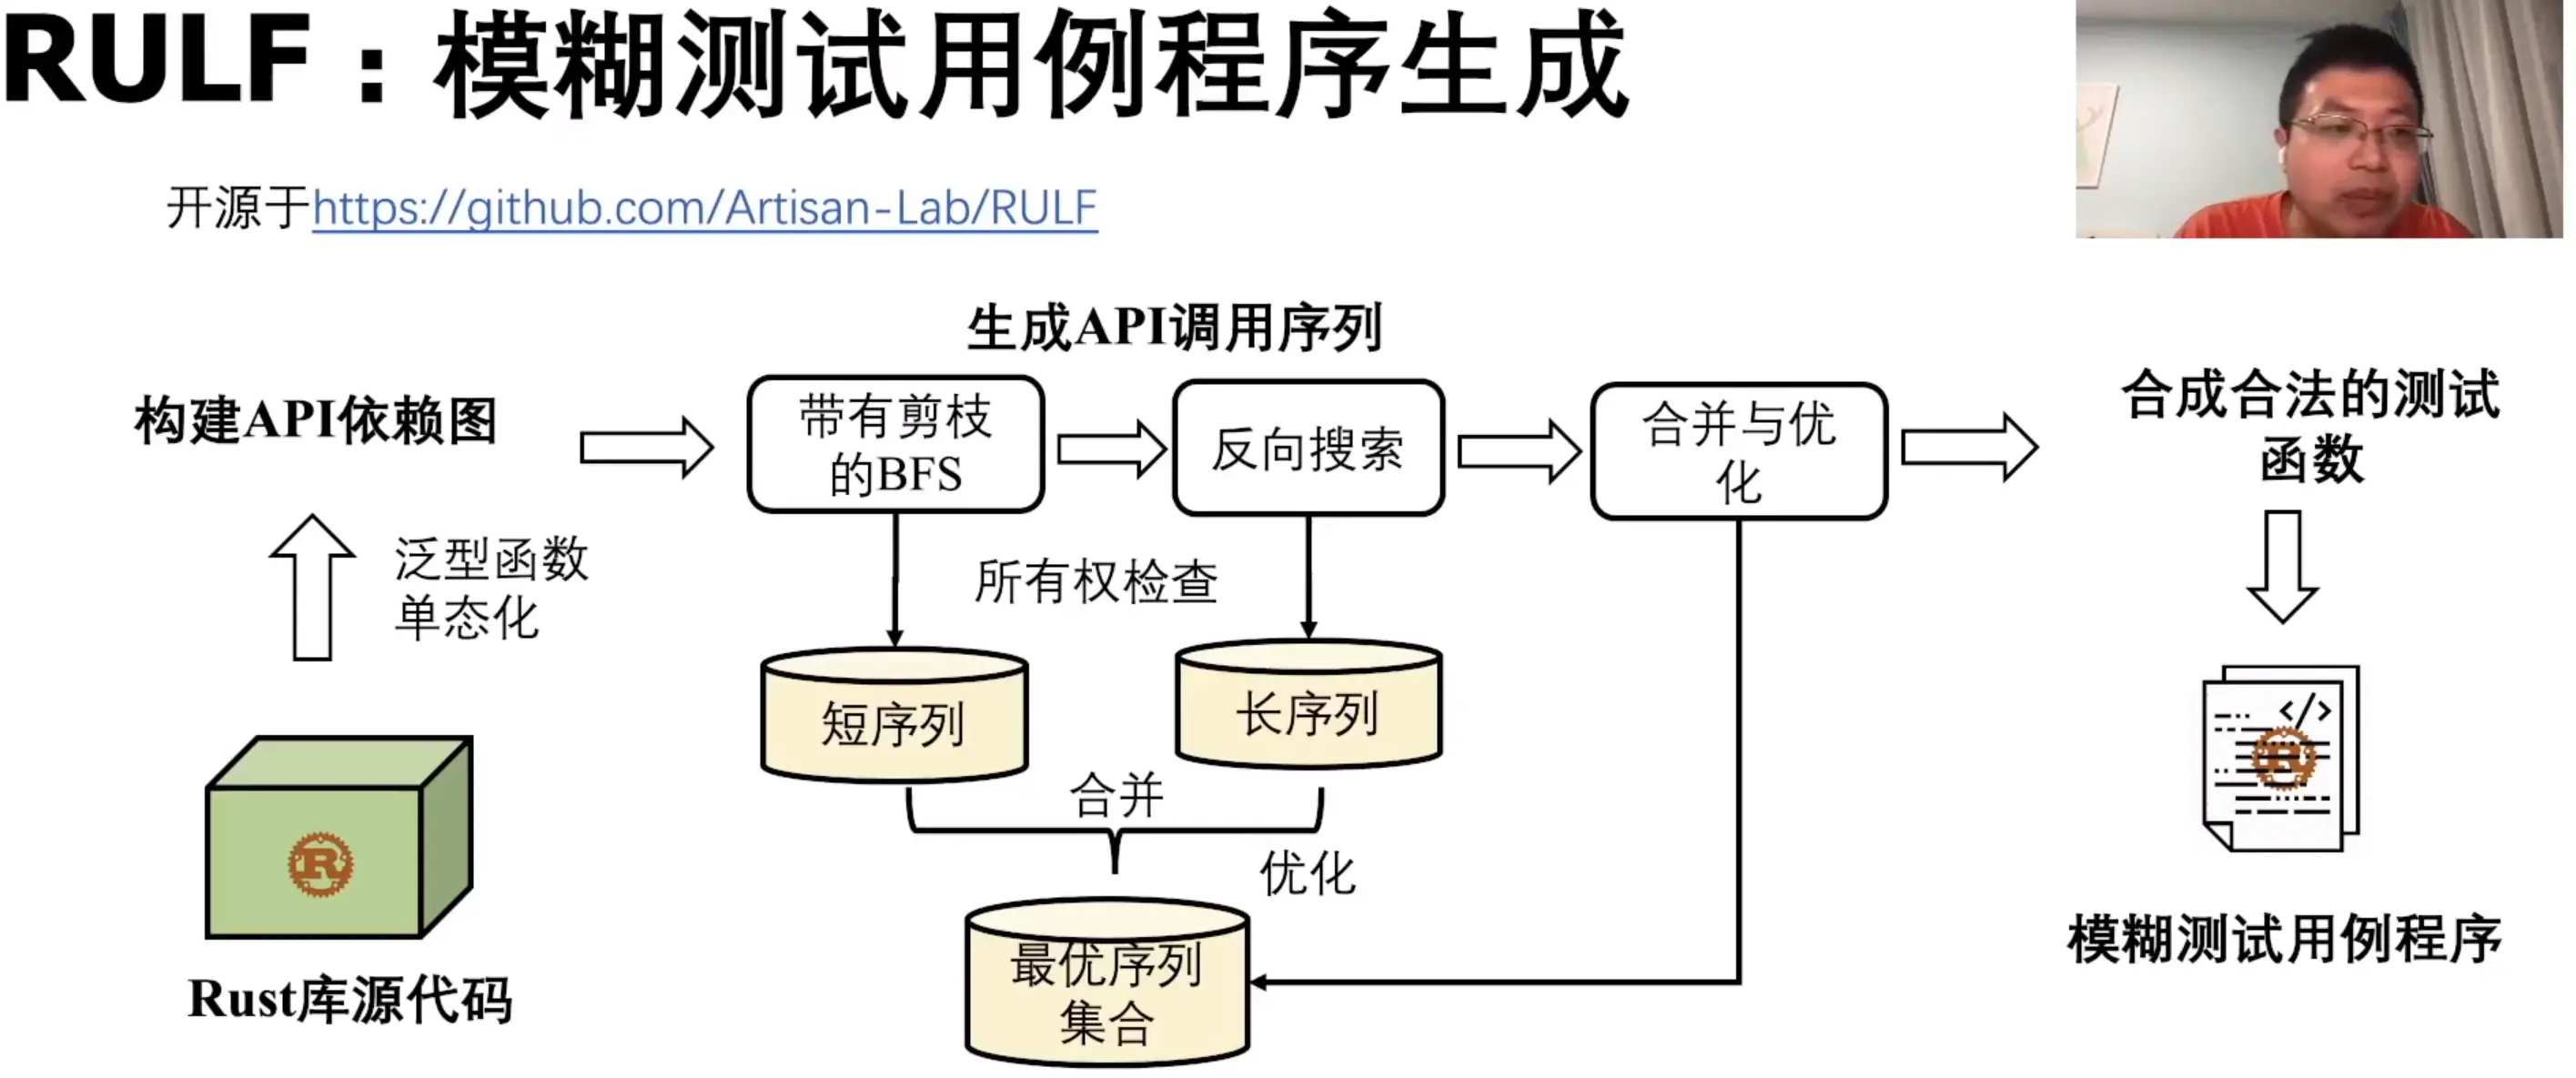 RULF：模糊测试用例程序生成
开源于https://github.com/Artisan-Lab/RULF
生成API调用序列
构建API依赖图
带有剪枝
的BFS
反向搜索
合并与优
化
合成合法的测试
函数
泛型函数
单态化
所有权检查
短序列
长序列
合并
优化
最优序列
集合
</>
R
R
Rust库源代码
模糊测试用例程序